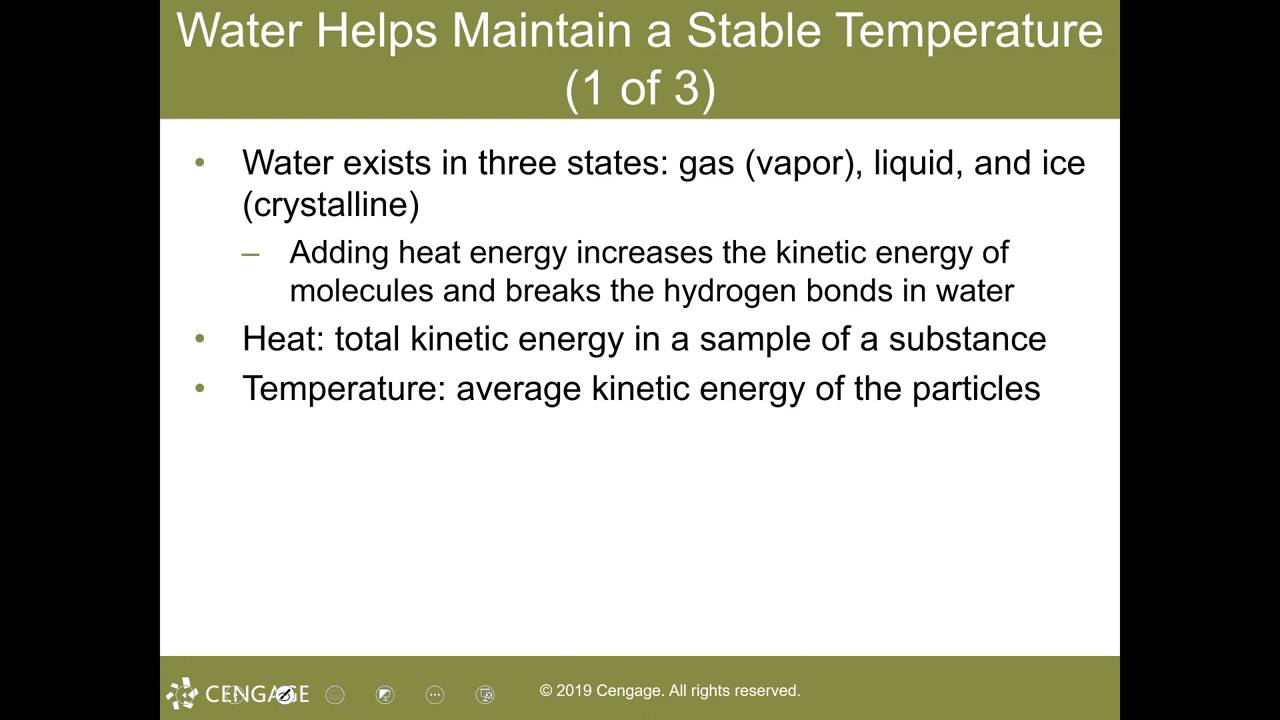 Water Helps Maintain a Stable Temperature
(1 of 3)
• Water exists in three states: gas (vapor), liquid, and ice
(crystalline)
– Adding heat energy increases the kinetic energy of
molecules and breaks the hydrogen bonds in water
• Heat: total kinetic energy in a sample of a substance
• Temperature: average kinetic energy of the particles
CENGAGE
© 2019 Cengage. All rights reserved.